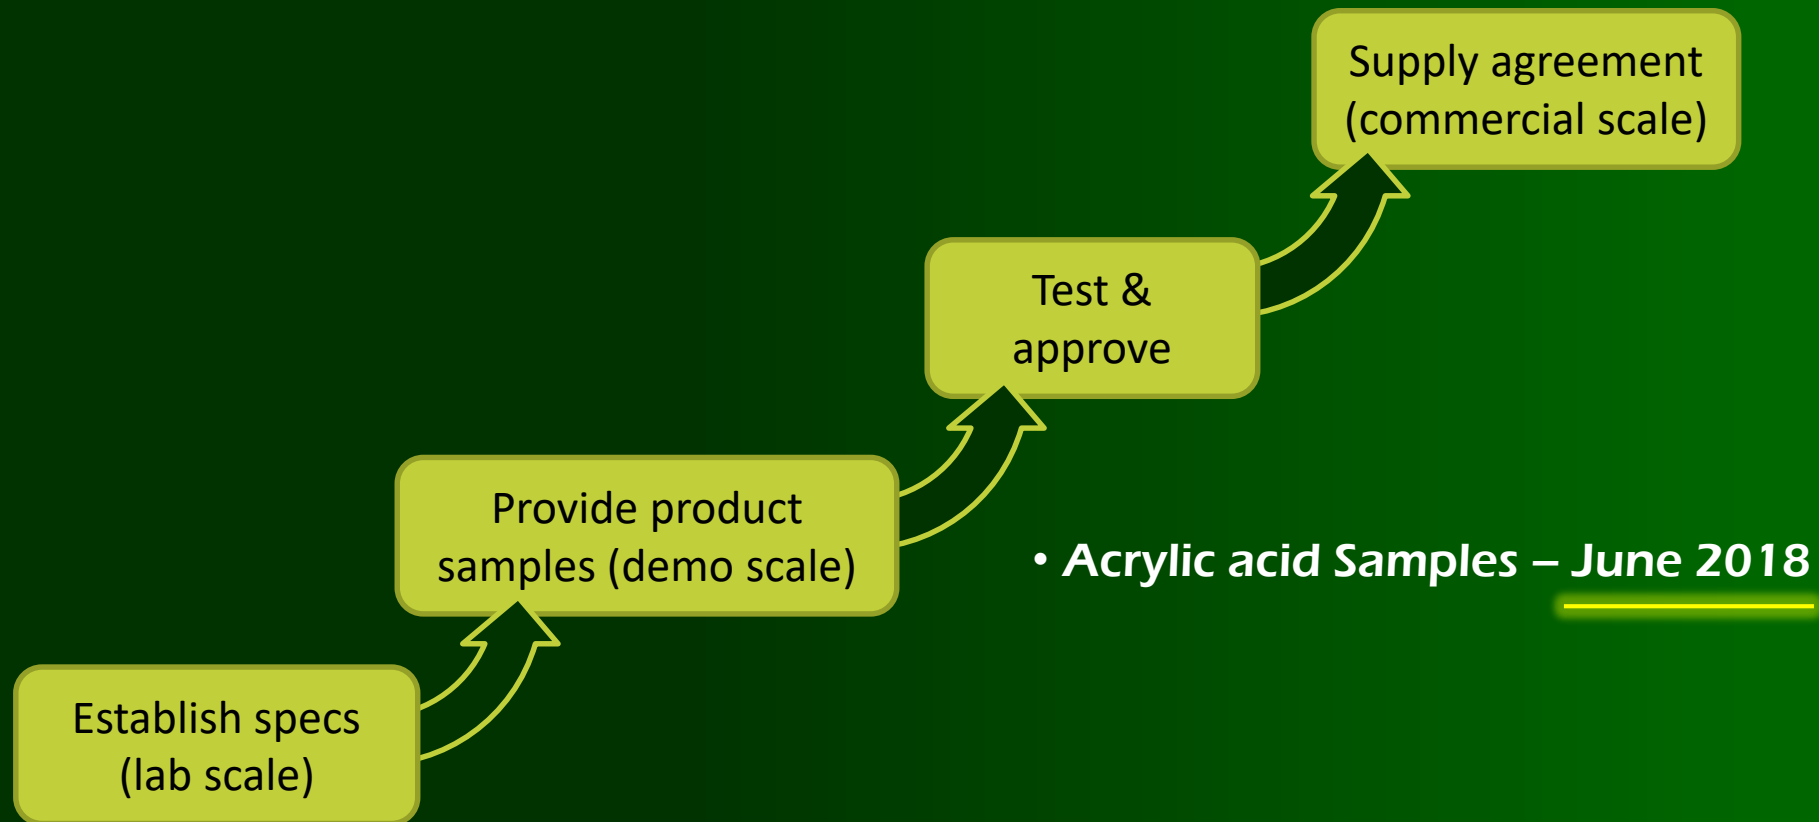 Supply agreement
(commercial scale)
Test &
approve
Provide product
samples (demo scale)
• Acrylic acid Samples – June 2018
Establish specs
(lab scale)